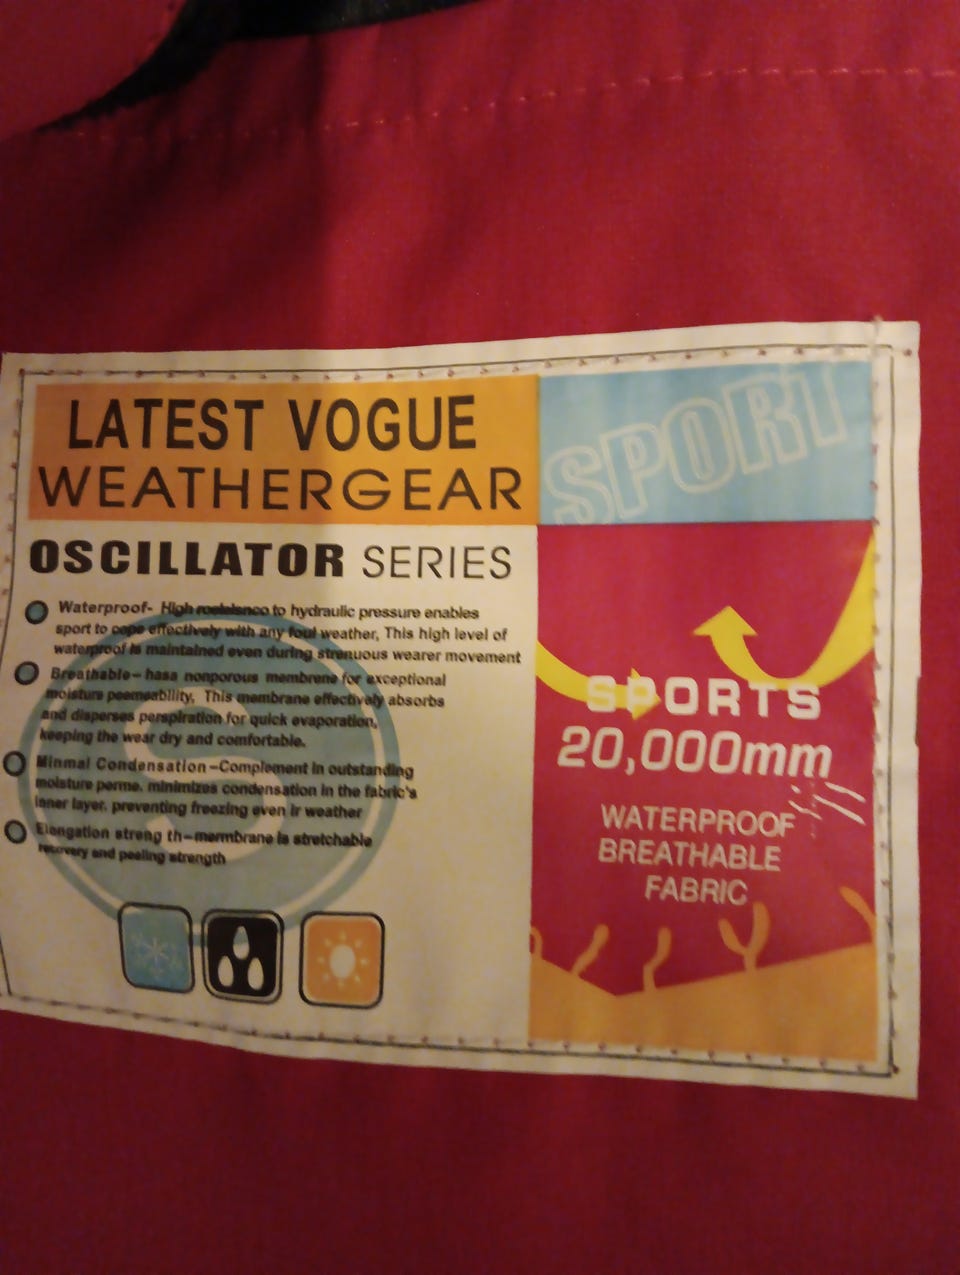 LATEST VOGUE
WEATHERGEAR
SPORT
OSCILLATOR SERIES
Waterproof- High to hydraulic pressure enables
sport to cope effectively with any foul weather, This high level of
waterproof is maintained even during strenuous wearer movement
Breathable-hasa nonporous membrene for exceptional
moisture peemeability, This membrane effectively absorbs
and disperses perspiration for quick evaporation,
keeping the wear dry and comfortable.
Minmal Condensation-Complement in outstanding
moisture perme. minimizes condensation in the fabric's
inner layer. preventing freezing even ir weather
Elongation streng th-mermbrane is stretchable
recovery and peeling strength
SPORTS
20,000mm
WATERPROOF
BREATHABLE
FABRIC